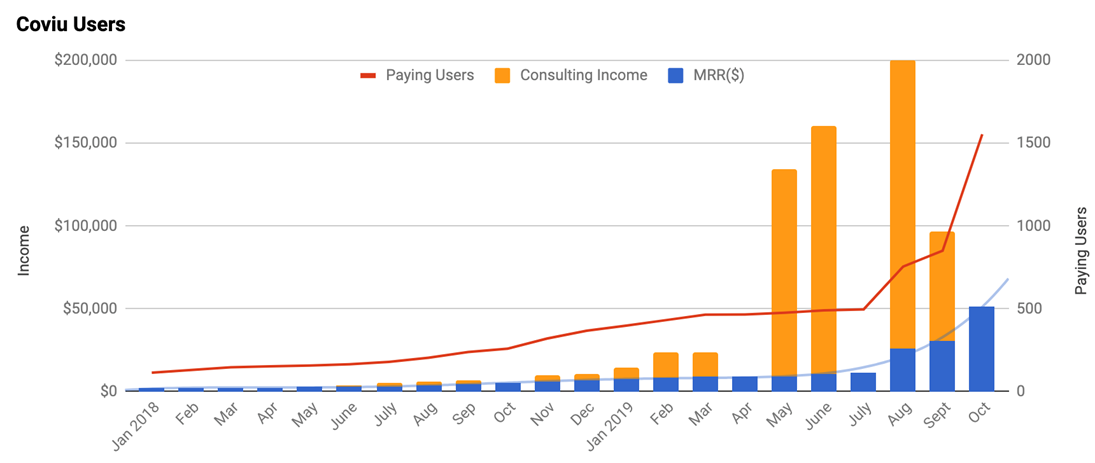 Coviu Users
Paying Users Consulting Income MRR($)
$200,000 2000
$150,000 1500
$100,000 1000
$50,000 500
$0 0
Income
Paying Users
Jan 2018 Feb Mar Apr May June July Aug Sep Oct Nov Dec Jan 2019 Feb Mar Apr May June July Aug Sept Oct